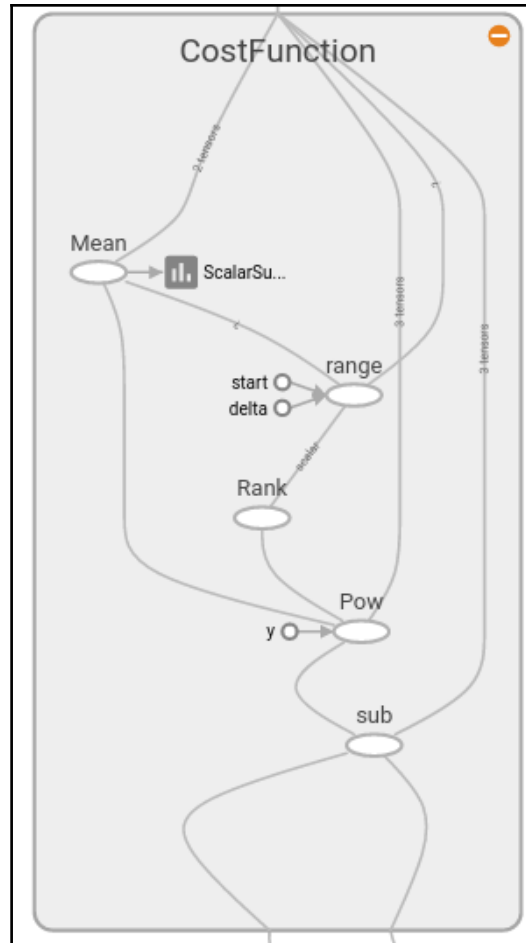 CostFunction
2 tensors
?
Mean
ScalarSu...
3 tensors
3 tensors
?
range
start
delta
scalar
Rank
Pow
y
sub